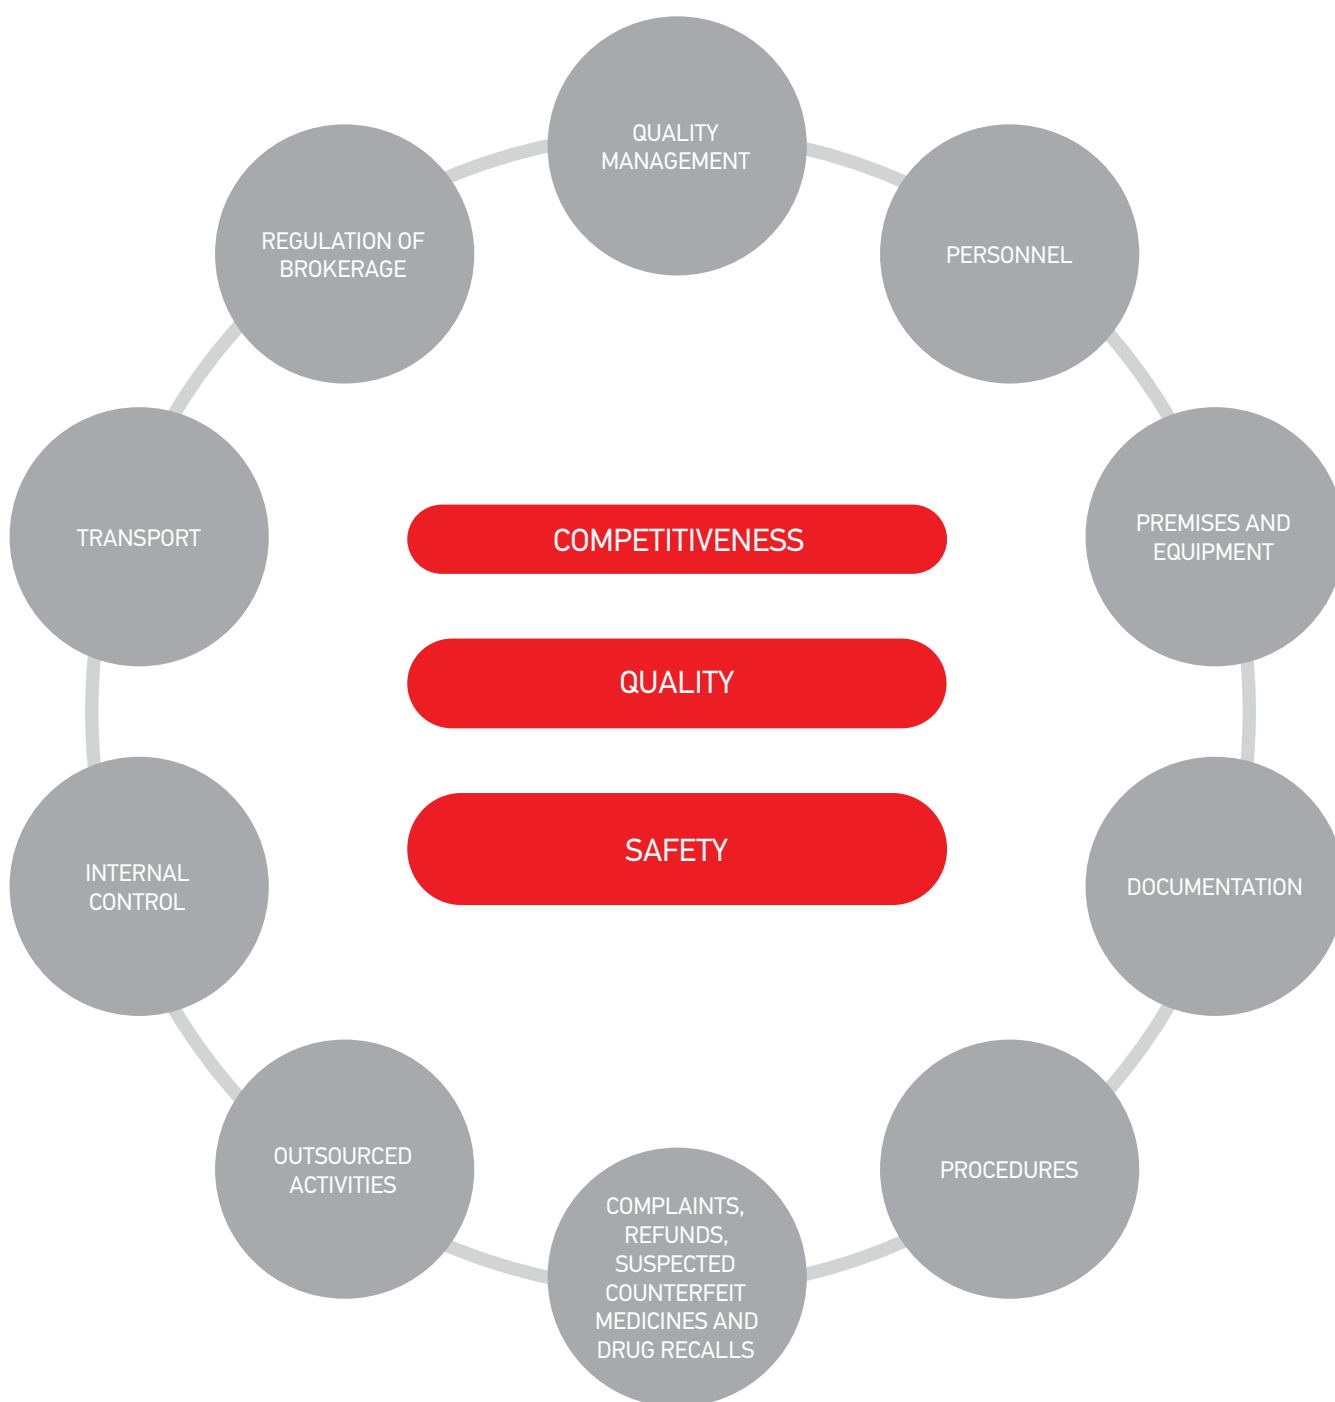 QUALITY
MANAGEMENT
REGULATION OF
BROKERAGE
PERSONNEL
TRANSPORT
COMPETITIVENESS
PREMISES AND
EQUIPMENT
QUALITY
SAFETY
INTERNAL
CONTROL
DOCUMENTATION
OUTSOURCED
ACTIVITIES
PROCEDURES
COMPLAINTS,
REFUNDS,
SUSPECTED
COUNTERFEIT
MEDICINES AND
DRUG RECALLS